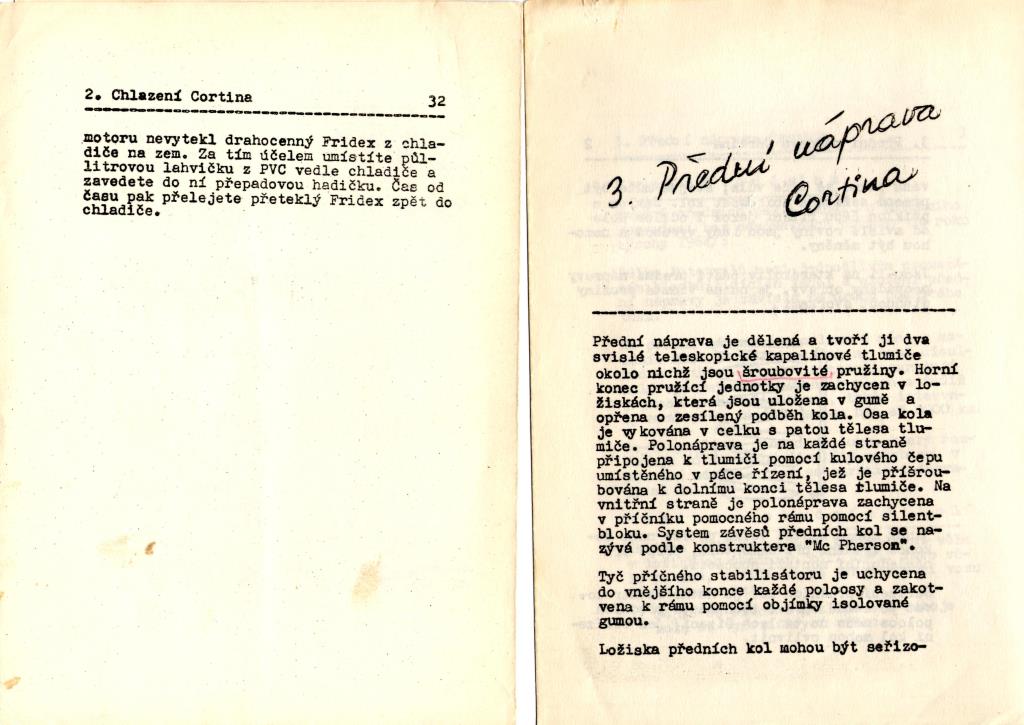 2. Chlazení Cortina 32
motoru nevytekl drahocenný Fridex z chla-
diče na zem. Za tím účelem umístíte půl-
litrovou lahvičku z PVC vedle chladiče a
zavedete do ní přepadovou hadičku. Čas od
času pak přelejete přeteklý Fridex zpět do
chladiče.
3. Přední náprava
Cortina
Přední náprava je dělená a tvoří ji dva
svislé teleskopické kapalinové tlumiče
okolo nichž jsou šroubovité pružiny. Horní
konec pružící jednotky je zachycen v lo-
žiskách, která jsou uložena v gumě a
opřena o zesílený podběh kola. Osa kola
je vykována v celku s patou tělesa tlu-
miče. Polonáprava je na každé straně
připojena k tlumiči pomocí kulového čepu
umístěného v páce řízení, jež je příšrou-
bována k dolnímu konci tělesa tlumiče. Na
vnitřní straně je polonáprava zachycena
v příčníku pomocného rámu pomocí silent-
bloku. System závěsů předních kol se na-
zývá podle konstruktera "Mc Pherson".
Tyč příčného stabilisátoru je uchycena
do vnějšího konce každé poloosy a zakot-
vena k rámu pomocí objímky isolované
gumou.
Ložiska předních kol mohou být seřizo-